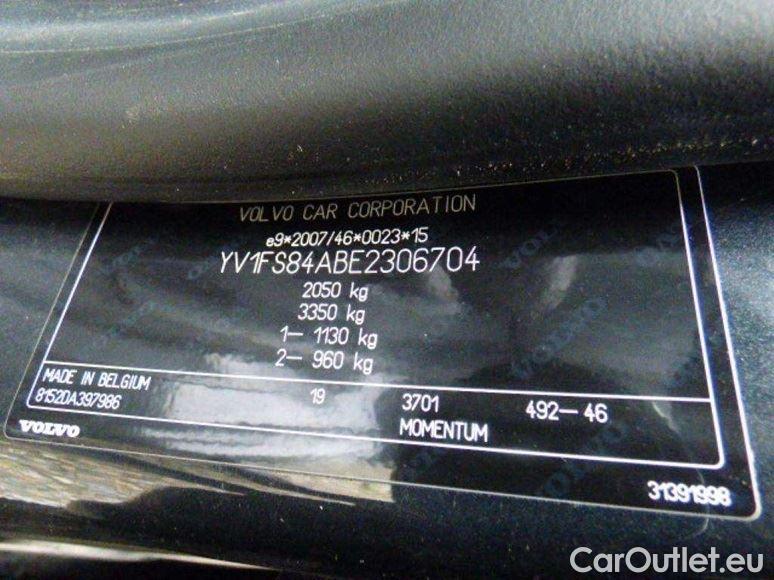 VOLVO CAR CORPORATION
e9*2007/46*0023*15
YV1FS84ABE2306704
2050 kg
3350 kg
1- 1130 kg
2- 960 kg
MADE IN BELGIUM
8152DA397986 19 3701 492-46
MOMENTUM
VOLVO
31391998
CarOutlet.eu